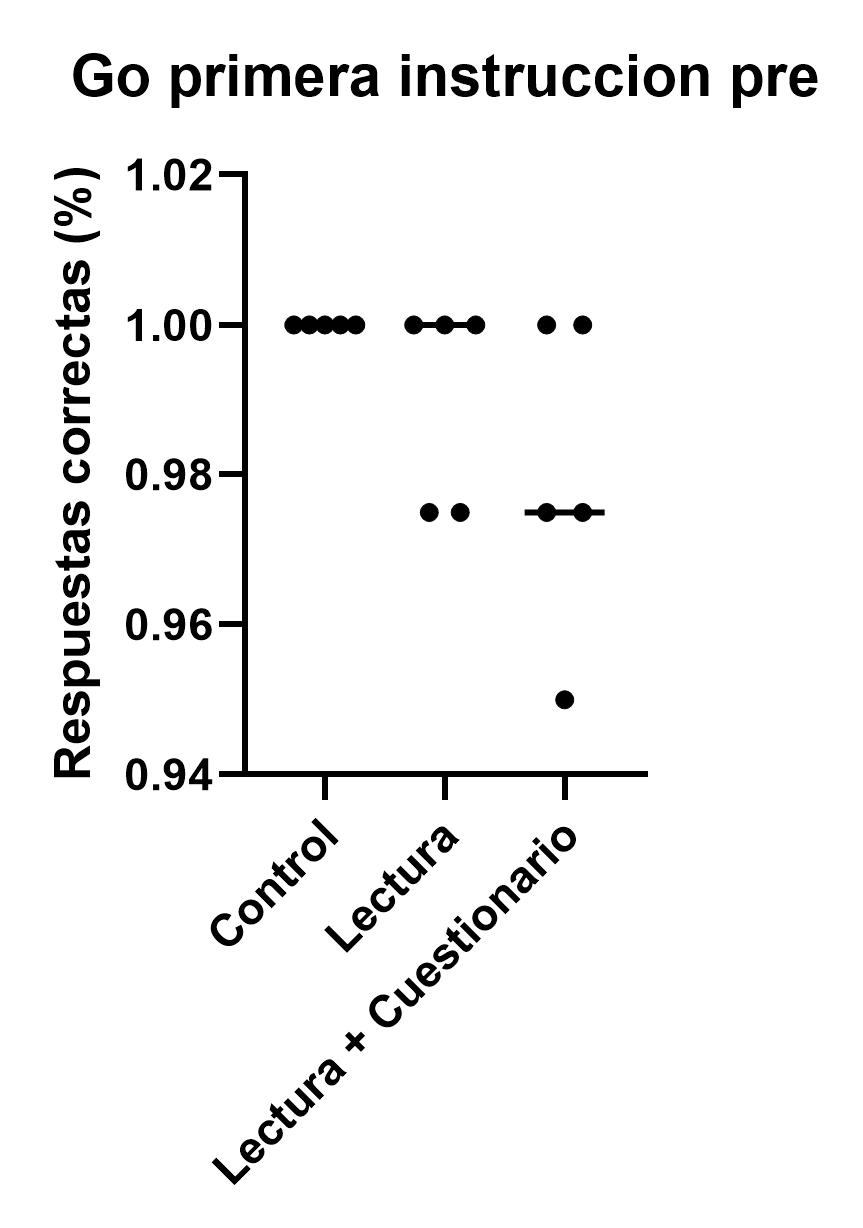 Go primera instruccion pre
Respuestas correctas (%)
1.02
1.00
0.98
0.96
0.94
Control
Lectura
Lectura + Cuestionario